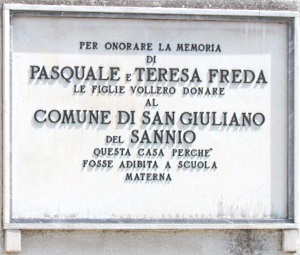 PER ONORARE LA MEMORIA
DI
PASQUALE E TERESA FREDA
LE FIGLIE VOLLERO DONARE
AL
COMUNE DI SAN GIULIANO
DEL SANNIO
QUESTA CASA PERCHE'
FOSSE ADIBITA A SCUOLA
MATERNA